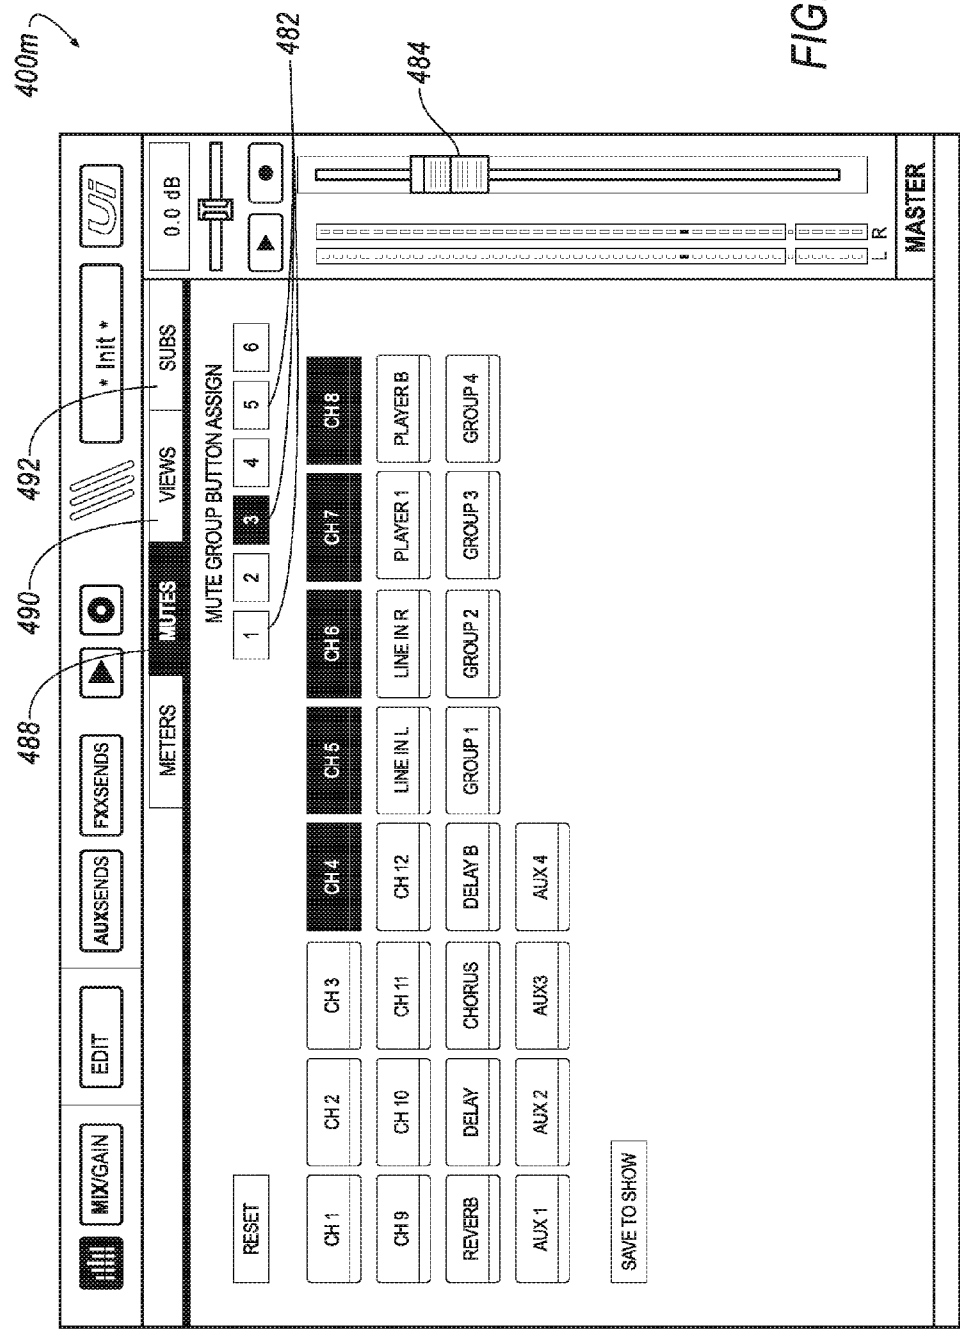 400m
MIX/GAIN
EDIT
AUXSENDS
FXXSENDS
* Init *
Ui
488
490
492
482
METERS
MUTES
VIEWS
SUBS
0.0 dB
RESET
MUTE GROUP BUTTON ASSIGN
1 2 3 4 5 6
CH 1 CH 2 CH 3 CH 4 CH 5 CH 6 CH 7 CH 8
CH 9 CH 10 CH 11 CH 12 LINE IN L LINE IN R PLAYER 1 PLAYER B
REVERB DELAY CHORUS DELAY B GROUP 1 GROUP 2 GROUP 3 GROUP 4
AUX 1 AUX 2 AUX3 AUX 4
SAVE TO SHOW
484
L R
MASTER
FIG